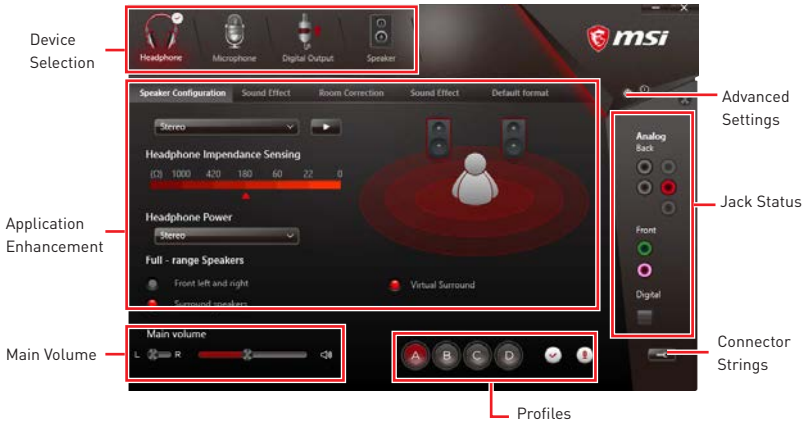 Device
Selection
Headphone
Microphone
Digital Output
Speaker
msi
Speaker Configuration
Sound Effect
Room Correction
Sound Effect
Default format
Advanced
Settings
Stereo
Headphone Impendance Sensing
(Ω) 1000 420 180 60 22 0
Application
Enhancement
Headphone Power
Stereo
Full - range Speakers
Front left and right
Surround speakers
Virtual Surround
Analog
Back
Front
Digital
Jack Status
Main Volume
Main volume
L R
A B C D
Profiles
Connector
Strings